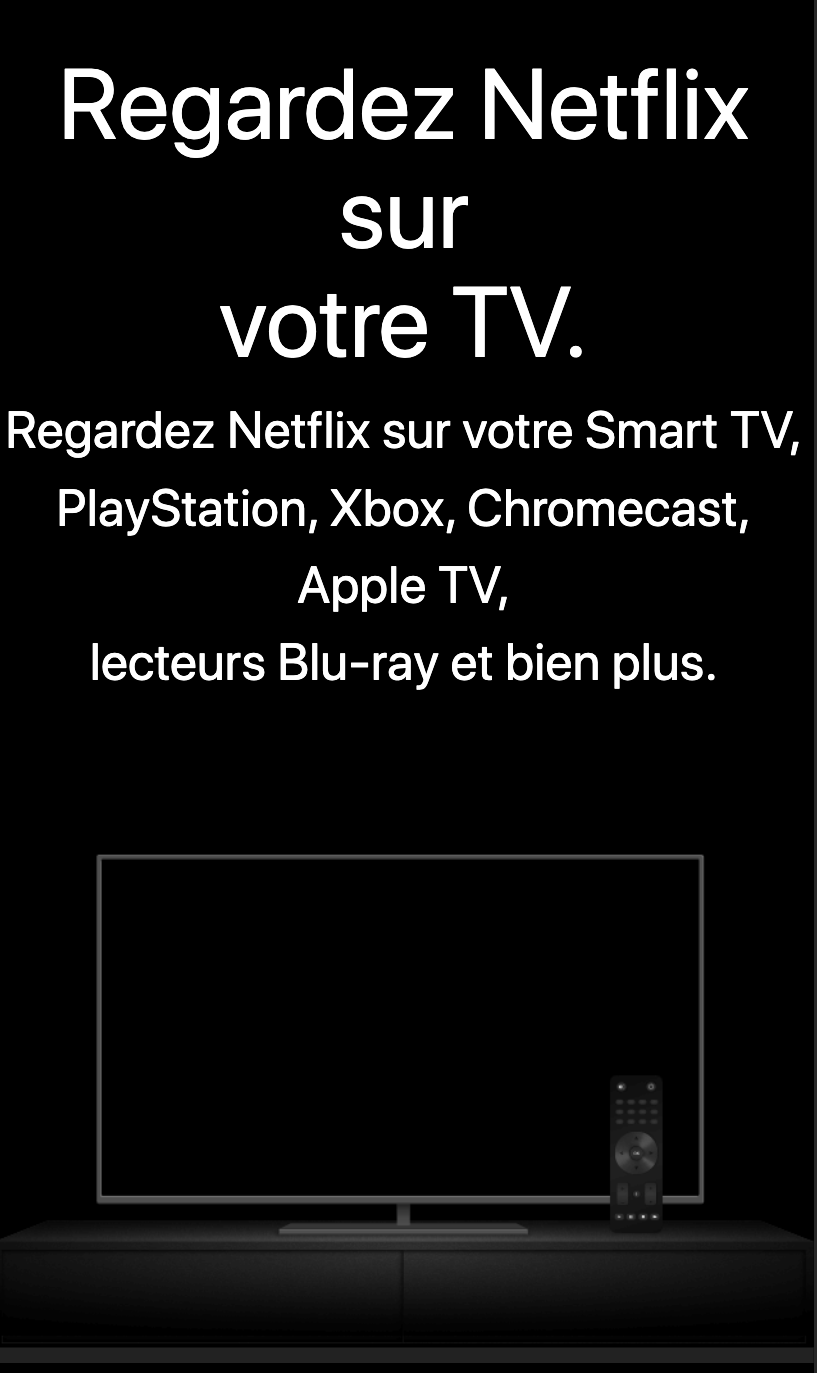 Regardez Netflix
sur
votre TV.
Regardez Netflix sur votre Smart TV,
PlayStation, Xbox, Chromecast,
Apple TV,
lecteurs Blu-ray et bien plus.